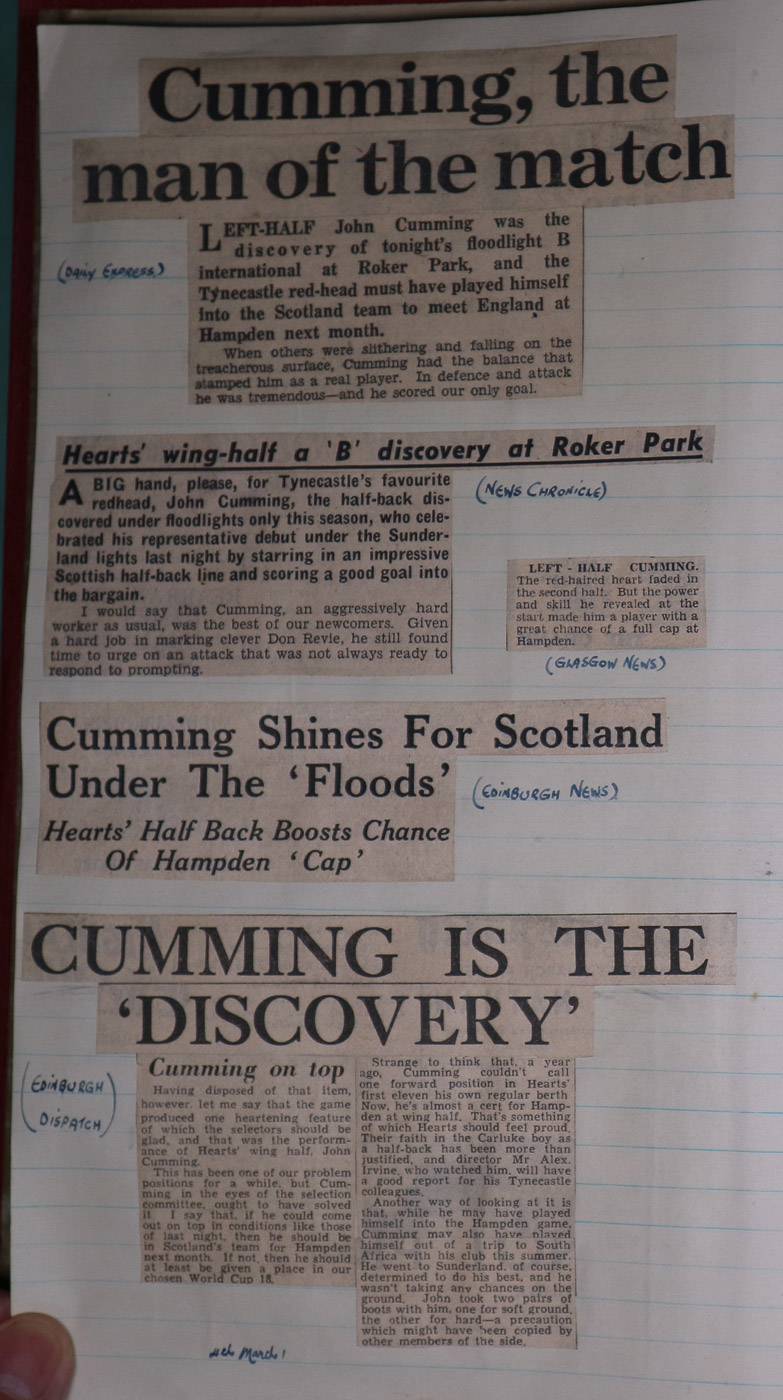 Cumming, the
man of the match
(DAILY EXPRESS)
LEFT-HALF John Cumming was the
discovery of tonight's floodlight B
international at Roker Park, and the
Tynecastle red-head must have played himself
into the Scotland team to meet England at
Hampden next month.
When others were slithering and falling on the
treacherous surface, Cumming had the balance that
stamped him as a real player. In defence and attack
he was tremendous—and he scored our only goal.
Hearts' wing-half a 'B' discovery at Roker Park
A BIG hand, please, for Tynecastle's favourite
redhead, John Cumming, the half-back dis-
covered under floodlights only this season, who cele-
brated his representative debut under the Sunder-
land lights last night by starring in an impressive
Scottish half-back line and scoring a good goal into
the bargain.
I would say that Cumming, an aggressively hard
worker as usual, was the best of our newcomers. Given
a hard job in marking clever Don Revie, he still found
time to urge on an attack that was not always ready to
respond to prompting.
(NEWS CHRONICLE)
LEFT - HALF CUMMING.
The red-haired heart faded in
the second half. But the power
and skill he revealed at the
start made him a player with a
great chance of a full cap at
Hampden.
(GLASGOW NEWS)
Cumming Shines For Scotland
Under The 'Floods'
(EDINBURGH NEWS)
Hearts' Half Back Boosts Chance
Of Hampden 'Cap'
CUMMING IS THE
'DISCOVERY'
(EDINBURGH
DISPATCH)
Cumming on top
Having disposed of that item,
however, let me say that the game
produced one heartening feature
of which the selectors should be
glad, and that was the perform-
ance of Hearts' wing half, John
Cumming.
This has been one of our problem
positions for a while, but Cum-
ming in the eyes of the selection
committee, ought to have solved
it. I say that, if he could come
out on top in conditions like those
of last night, then he should be
in Scotland's team for Hampden
next month. If not, then he should
at least be given a place in our
chosen World Cup 18.
Strange to think that, a year
ago, Cumming couldn't call
one forward position in Hearts'
first eleven his own regular berth
Now, he's almost a cert for Hamp-
den at wing half. That's something
of which Hearts should feel proud.
Their faith in the Carluke boy as
a half-back has been more than
justified, and director Mr Alex.
Irvine, who watched him, will have
a good report for his Tynecastle
colleagues.
Another way of looking at it is
that, while he may have played
himself into the Hampden game,
Cumming may also have played
himself out of a trip to South
Africa with his club this summer.
He went to Sunderland, of course,
determined to do his best, and he
wasn't taking any chances on the
ground. John took two pairs of
boots with him, one for soft ground,
the other for hard—a precaution
which might have been copied by
other members of the side.
4th March!